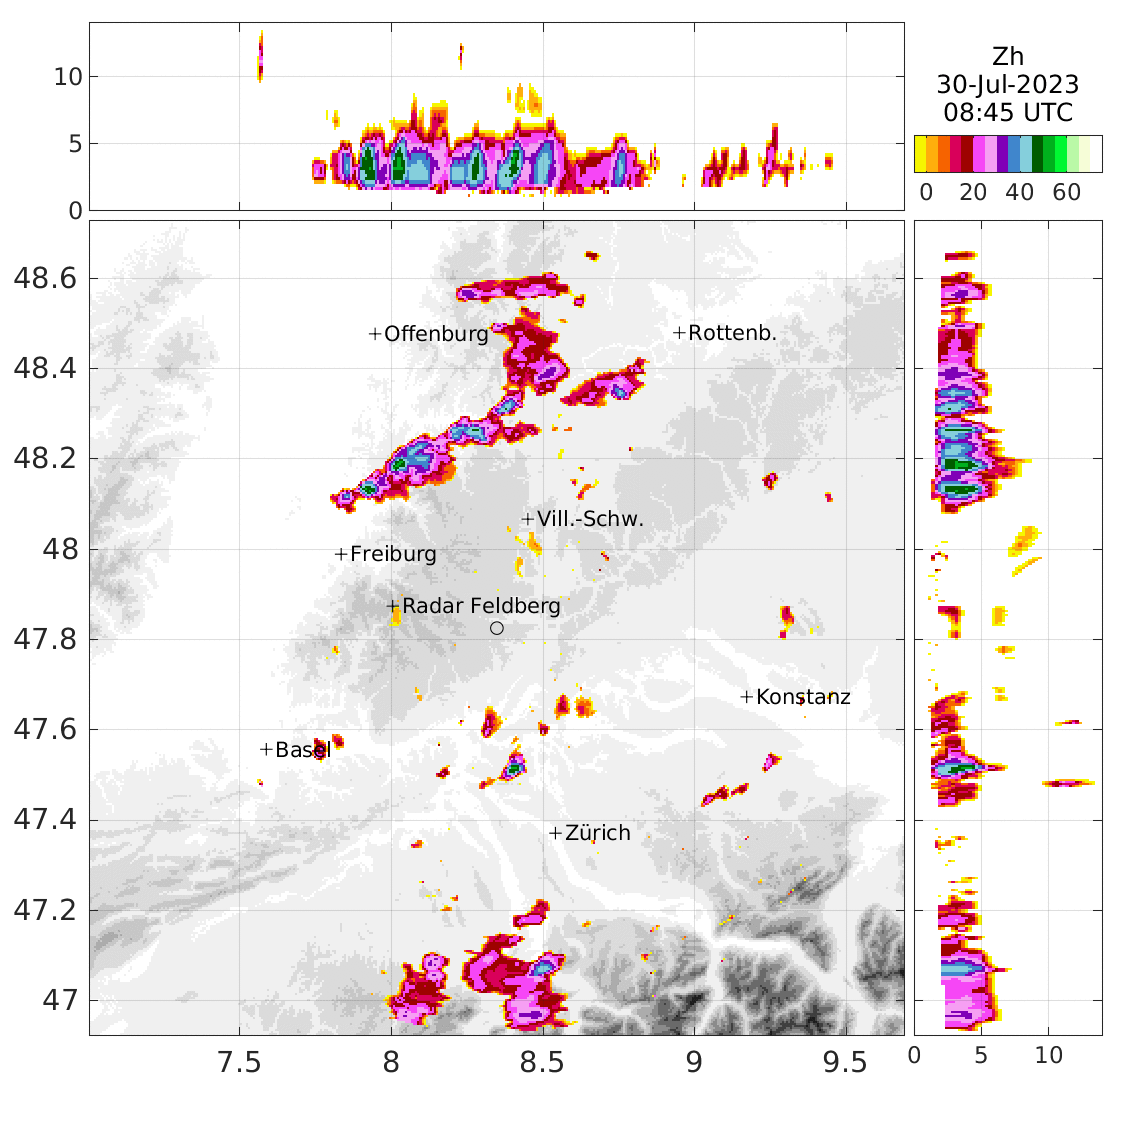 Zh
30-Jul-2023
08:45 UTC
10
5
0
0 20 40 60
48.6
Offenburg Rottenb.
48.4
48.2
Vill.-Schw.
48
Freiburg
Radar Feldberg
47.8
Konstanz
47.6
Basel
47.4
Zürich
47.2
47
7.5 8 8.5 9 9.5
0 5 10